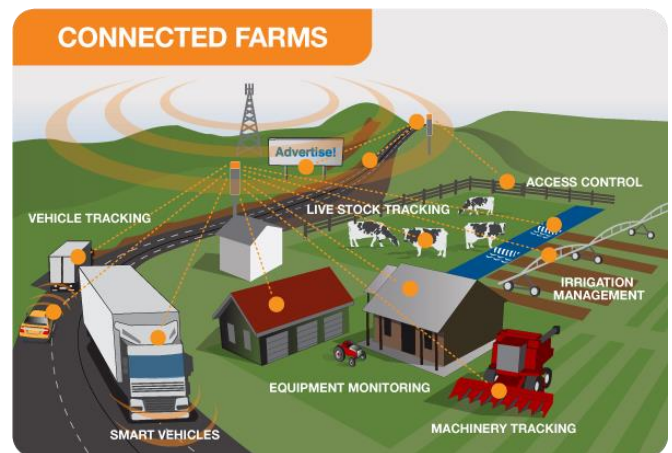 CONNECTED FARMS
Advertise!
ACCESS CONTROL
VEHICLE TRACKING
LIVE STOCK TRACKING
IRRIGATION
MANAGEMENT
EQUIPMENT MONITORING
SMART VEHICLES
MACHINERY TRACKING